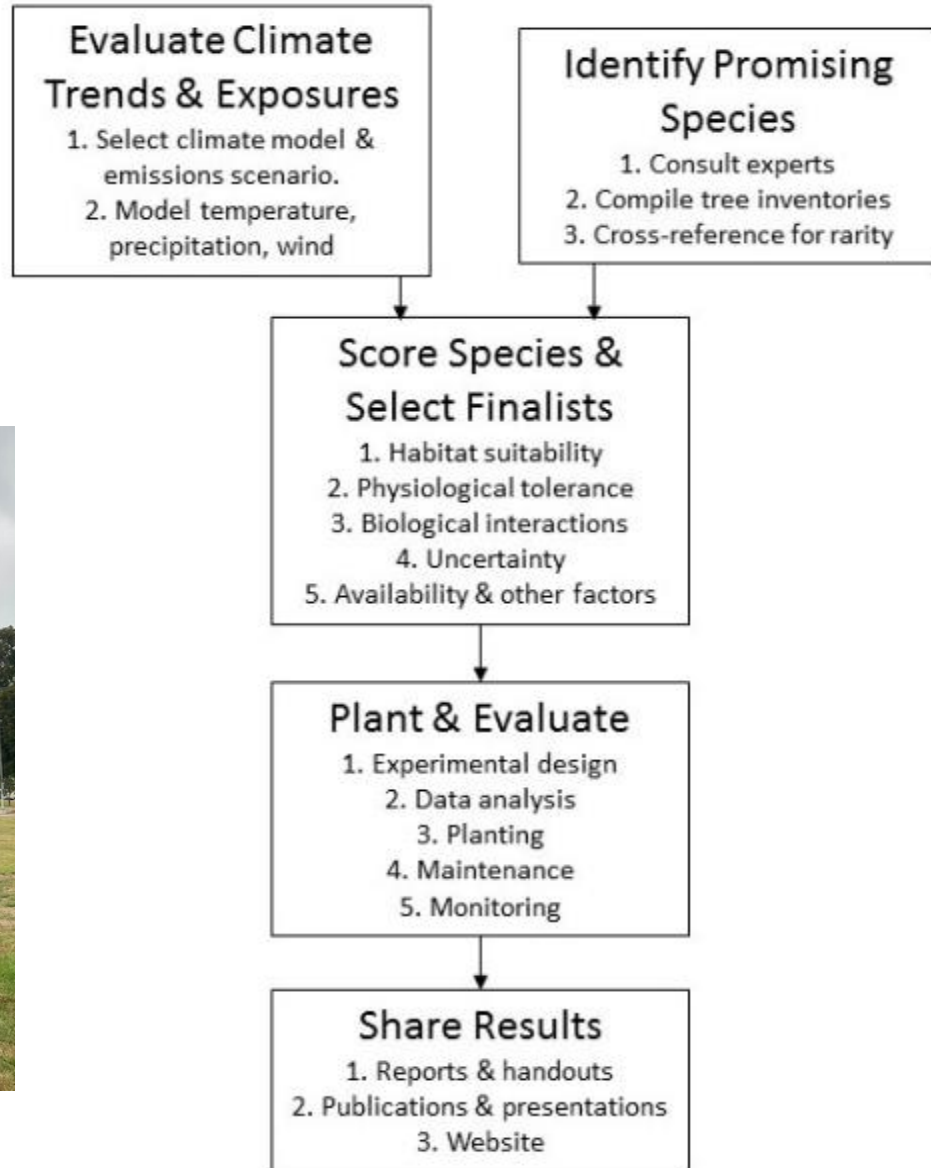 Evaluate Climate
Trends & Exposures
1. Select climate model &
emissions scenario.
2. Model temperature,
precipitation, wind
Identify Promising
Species
1. Consult experts
2. Compile tree inventories
3. Cross-reference for rarity
Score Species &
Select Finalists
1. Habitat suitability
2. Physiological tolerance
3. Biological interactions
4. Uncertainty
5. Availability & other factors
Plant & Evaluate
1. Experimental design
2. Data analysis
3. Planting
4. Maintenance
5. Monitoring
Share Results
1. Reports & handouts
2. Publications & presentations
3. Website